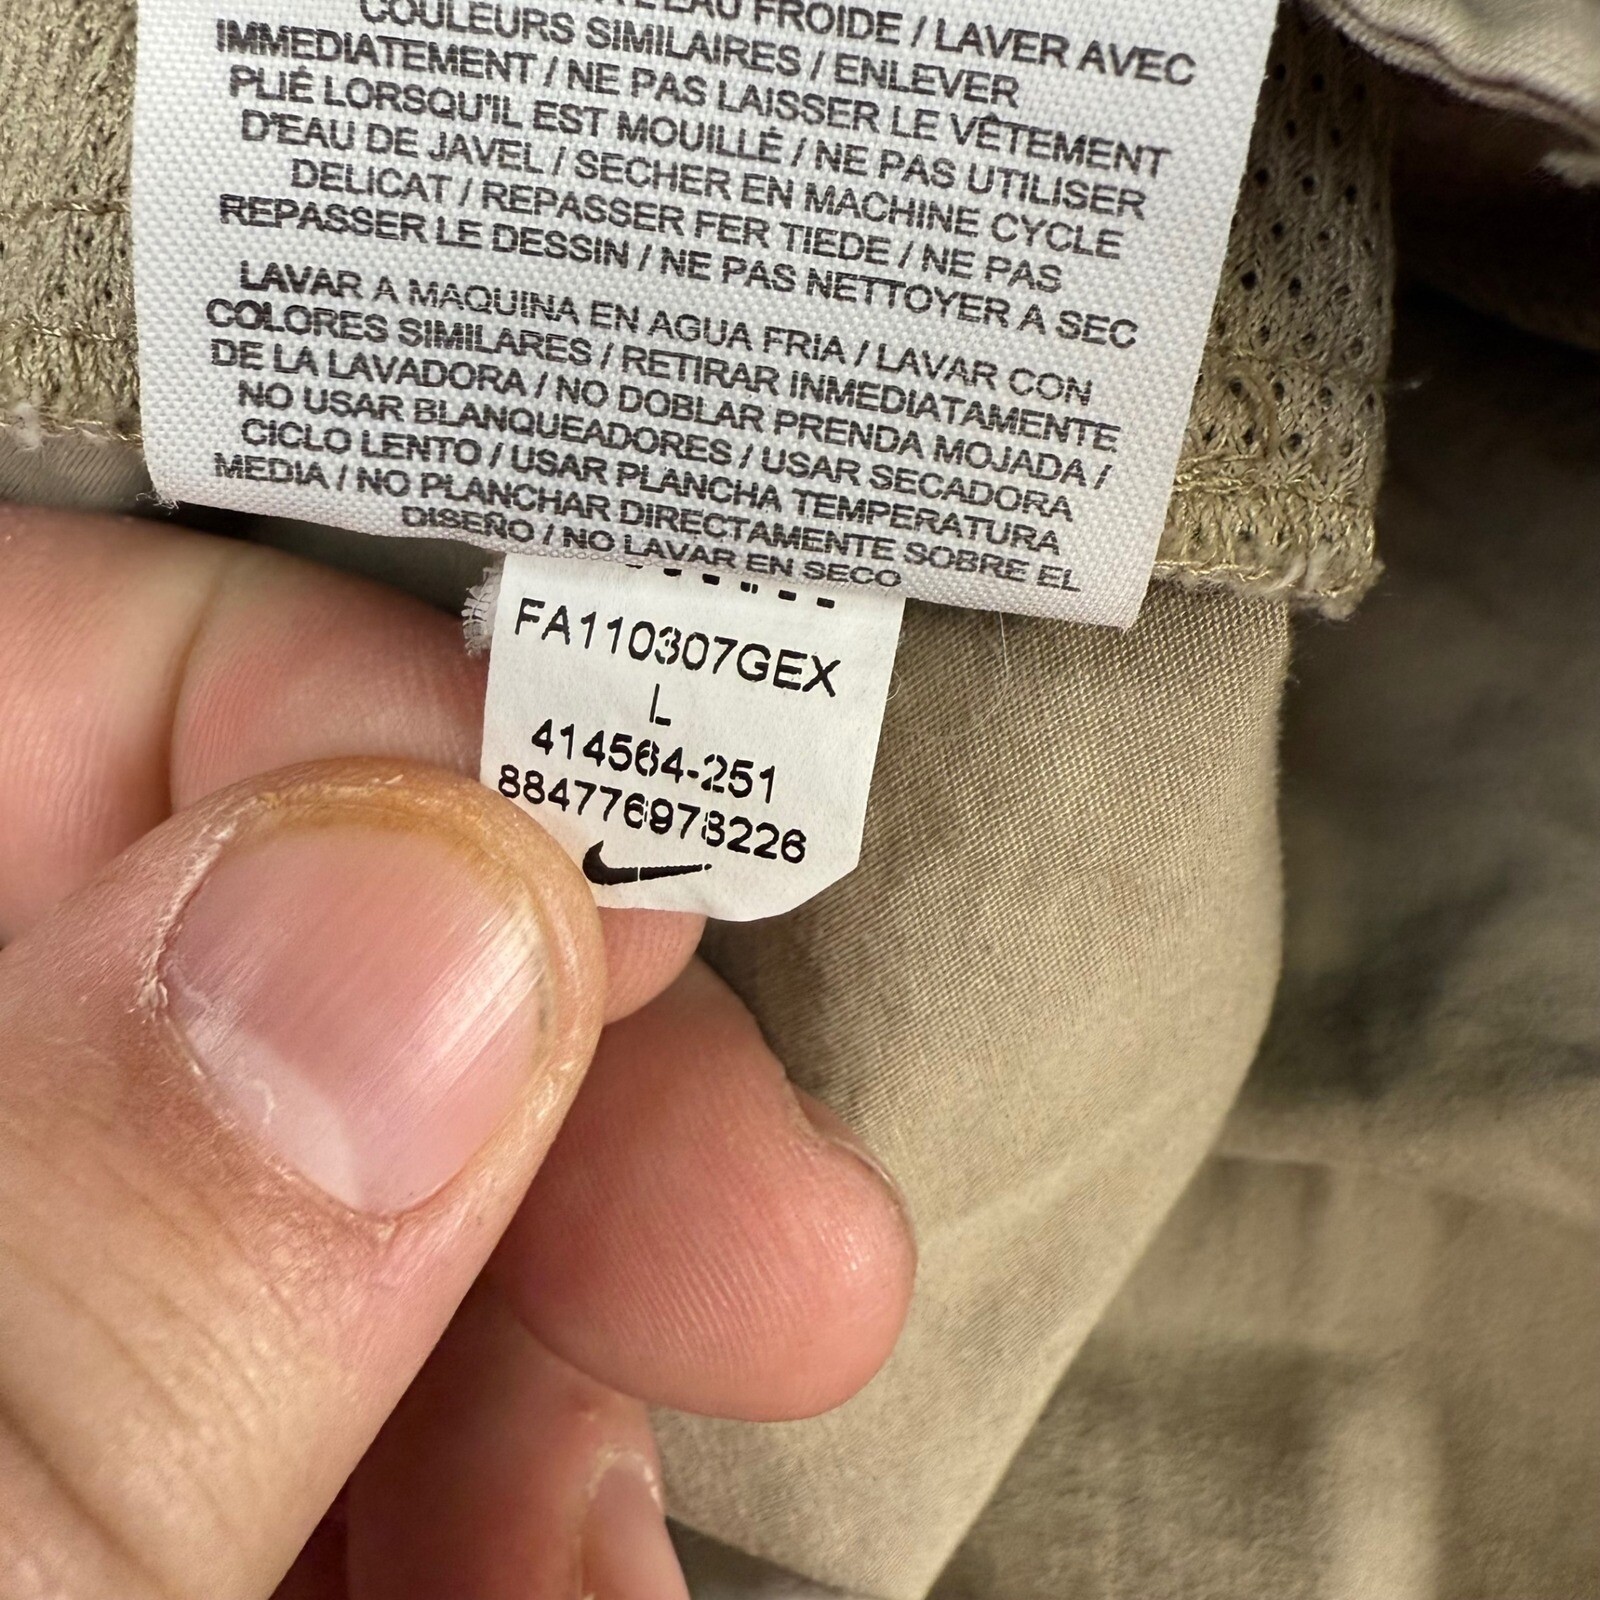 L'EAU FROIDE / LAVER AVEC
COULEURS SIMILAIRES / ENLEVER
IMMEDIATEMENT / NE PAS LAISSER LE VÊTEMENT
PLIÉ LORSQU'IL EST MOUILLÉ / NE PAS UTILISER
D'EAU DE JAVEL / SECHER EN MACHINE CYCLE
DELICAT / REPASSER FER TIEDE / NE PAS
REPASSER LE DESSIN / NE PAS NETTOYER A SEC
LAVAR A MAQUINA EN AGUA FRIA / LAVAR CON
COLORES SIMILARES / RETIRAR INMEDIATAMENTE
DE LA LAVADORA / NO DOBLAR PRENDA MOJADA /
NO USAR BLANQUEADORES / USAR SECADORA
CICLO LENTO / USAR PLANCHA TEMPERATURA
MEDIA / NO PLANCHAR DIRECTAMENTE SOBRE EL
DISEÑO / NO LAVAR EN SECO
FA110307GEX
L
414564-251
884776978226